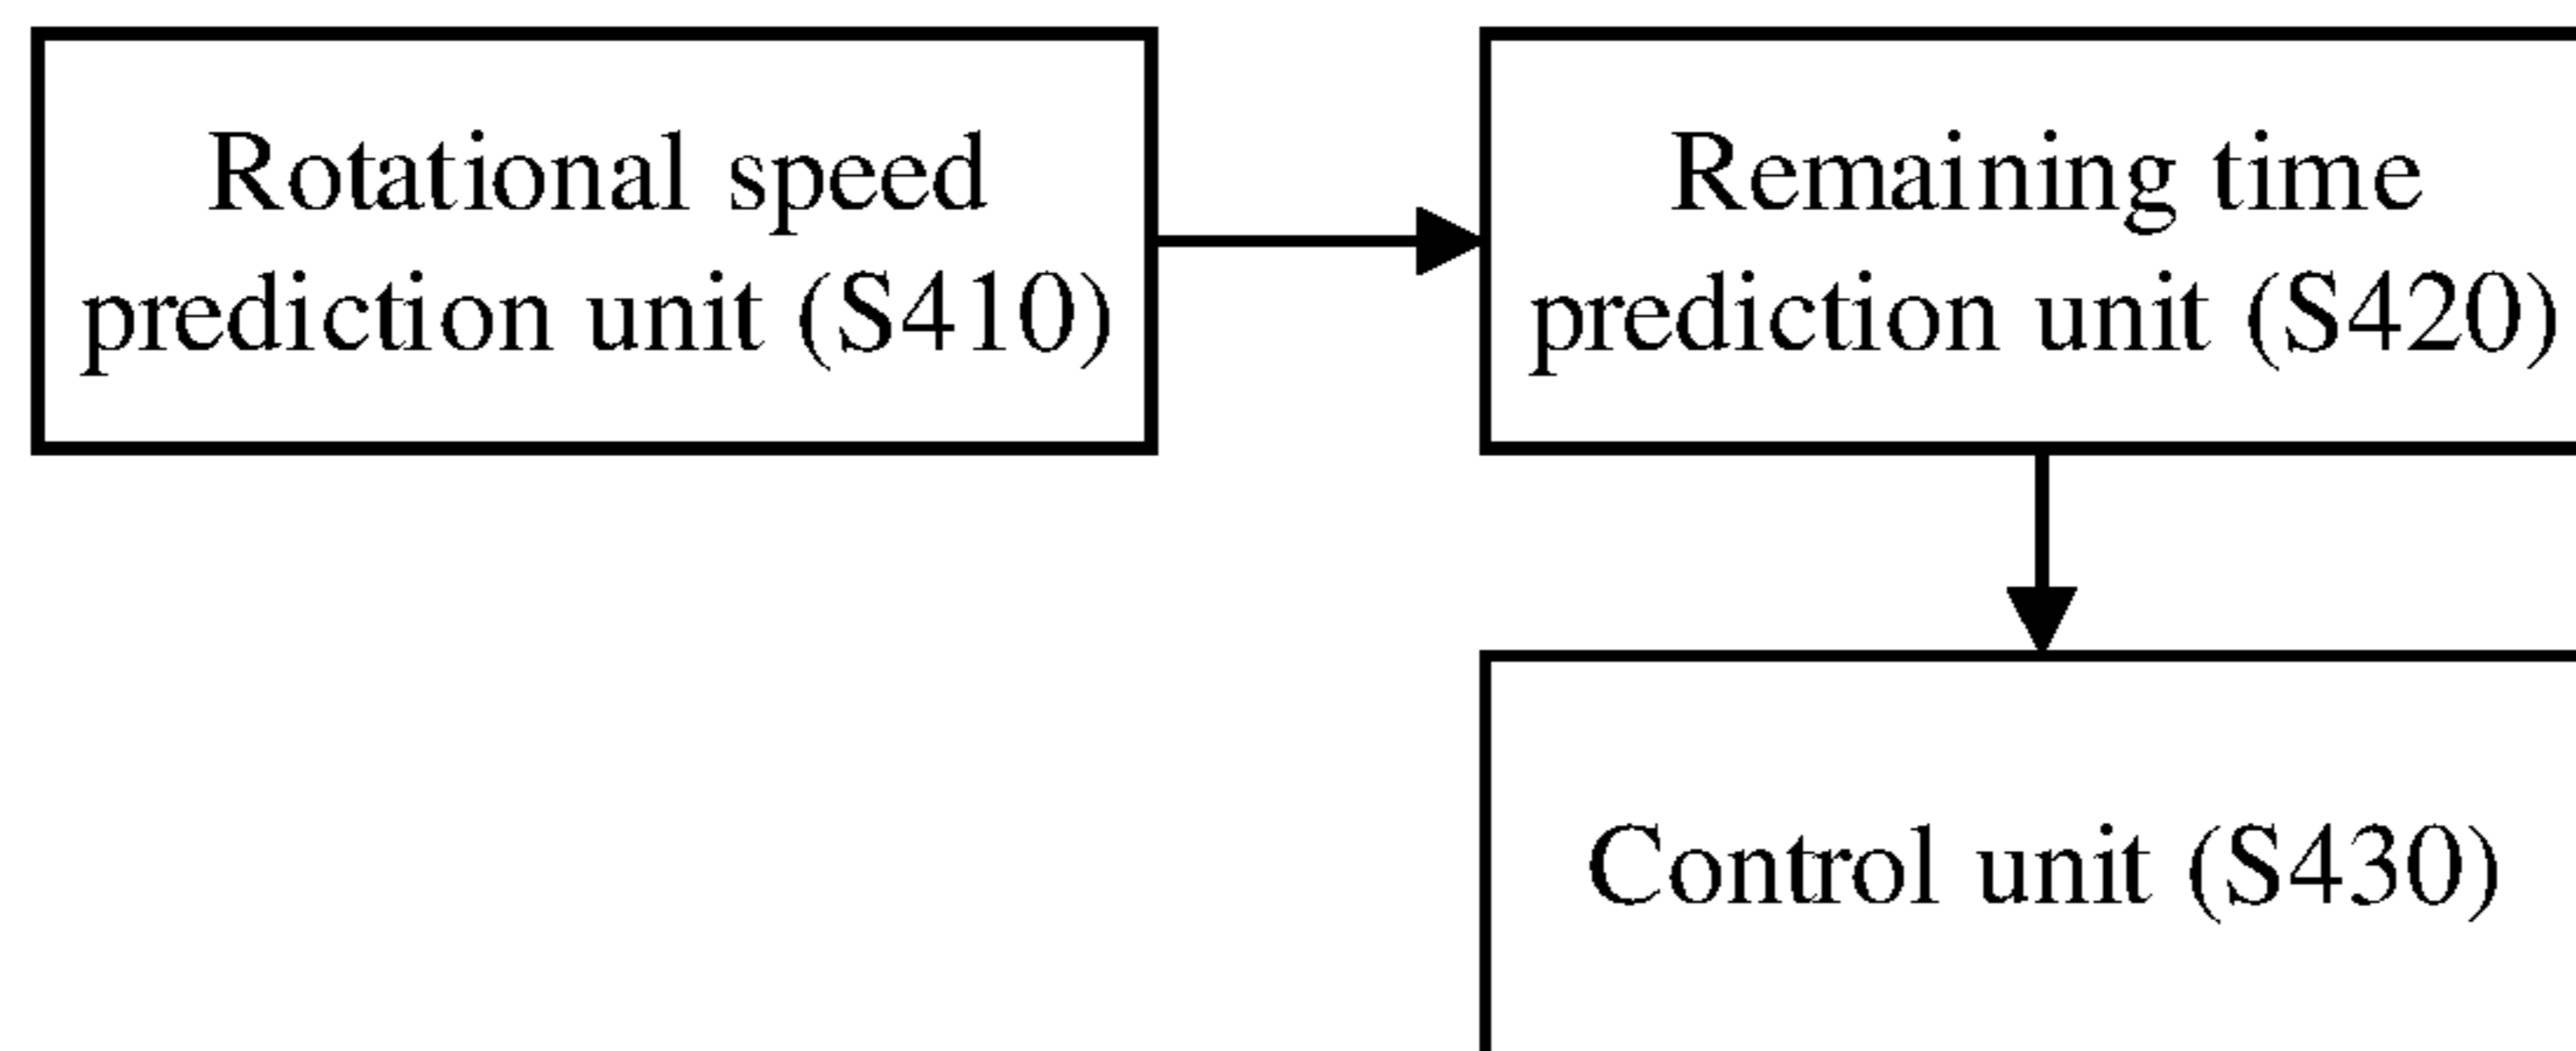 Rotational speed
prediction unit (S410)
Remaining time
prediction unit (S420)
Control unit (S430)